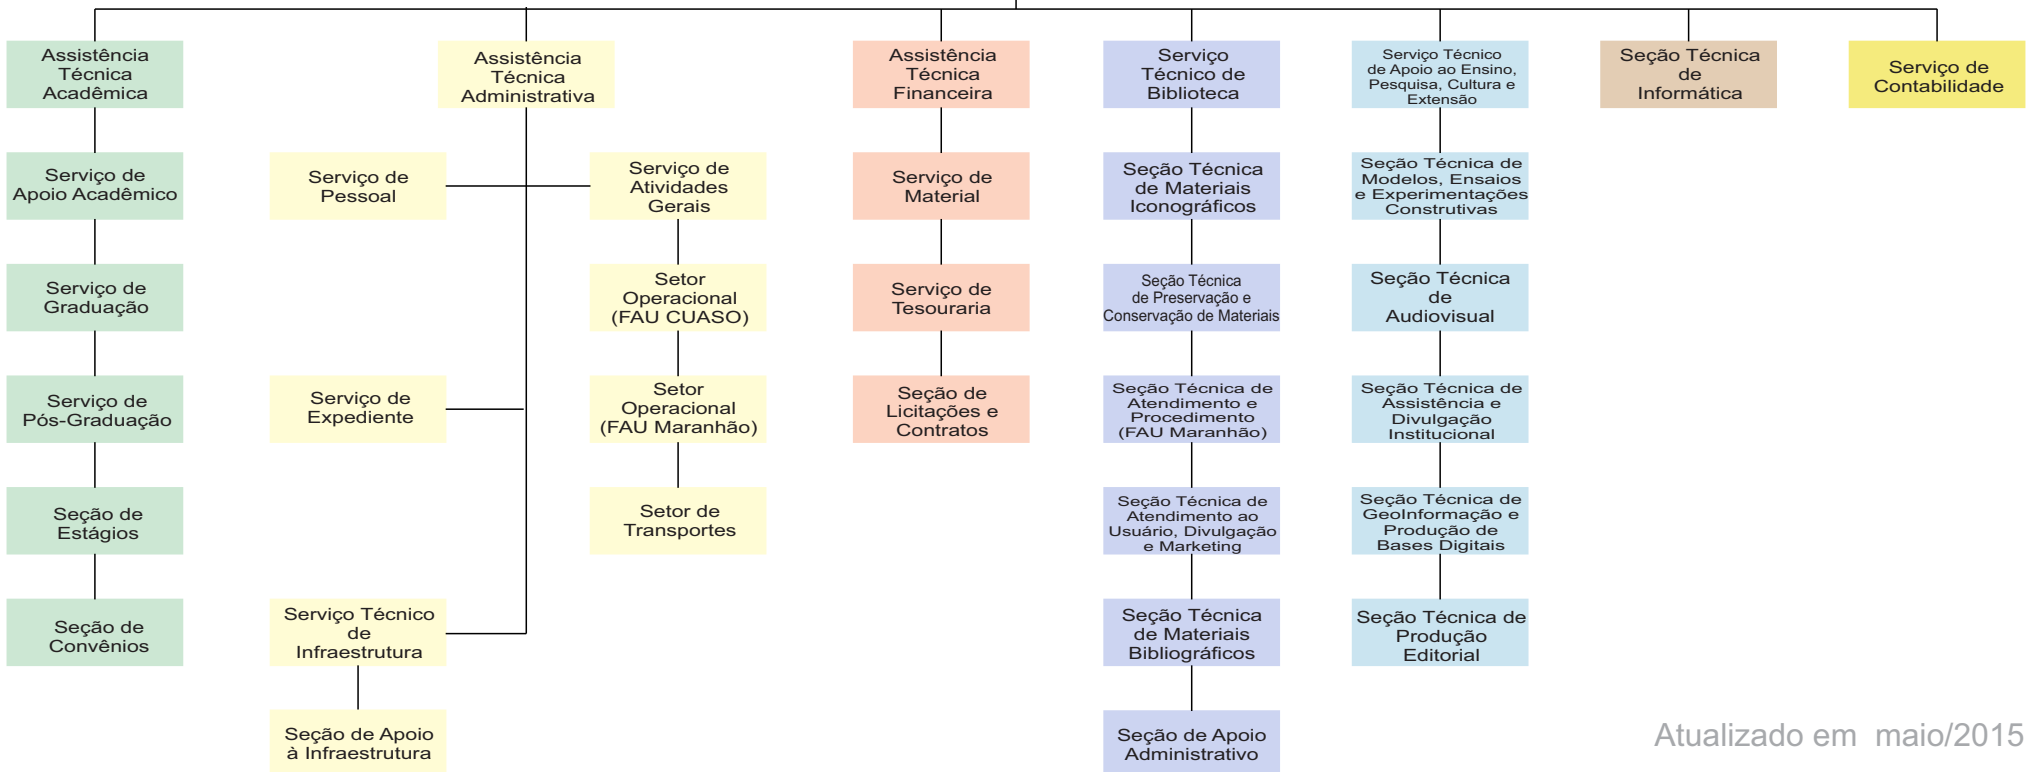 Assistência
Técnica
Acadêmica
Serviço de
Apoio Acadêmico
Serviço de
Graduação
Serviço de
Pós-Graduação
Seção de
Estágios
Seção de
Convênios
Assistência
Técnica
Administrativa
Serviço de
Pessoal
Serviço de
Expediente
Serviço Técnico
de
Infraestrutura
Seção de Apoio
à Infraestrutura
Serviço de
Atividades
Gerais
Setor
Operacional
(FAU CUASO)
Setor
Operacional
(FAU Maranhão)
Setor de
Transportes
Assistência
Técnica
Financeira
Serviço de
Material
Serviço de
Tesouraria
Seção de
Licitações e
Contratos
Serviço
Técnico de
Biblioteca
Seção Técnica
de Materiais
Iconográficos
Seção Técnica
de Preservação e
Conservação de Materiais
Seção Técnica de
Atendimento e
Procedimento
(FAU Maranhão)
Seção Técnica de
Atendimento ao
Usuário, Divulgação
e Marketing
Seção Técnica
de Materiais
Bibliográficos
Seção de Apoio
Administrativo
Serviço Técnico
de Apoio ao Ensino,
Pesquisa, Cultura e
Extensão
Seção Técnica de
Modelos, Ensaios
e Experimentações
Construtivas
Seção Técnica
de
Audiovisual
Seção Técnica de
Assistência e
Divulgação
Institucional
Seção Técnica de
GeoInformação e
Produção de
Bases Digitais
Seção Técnica de
Produção
Editorial
Seção Técnica
de
Informática
Serviço de
Contabilidade
Atualizado em maio/2015